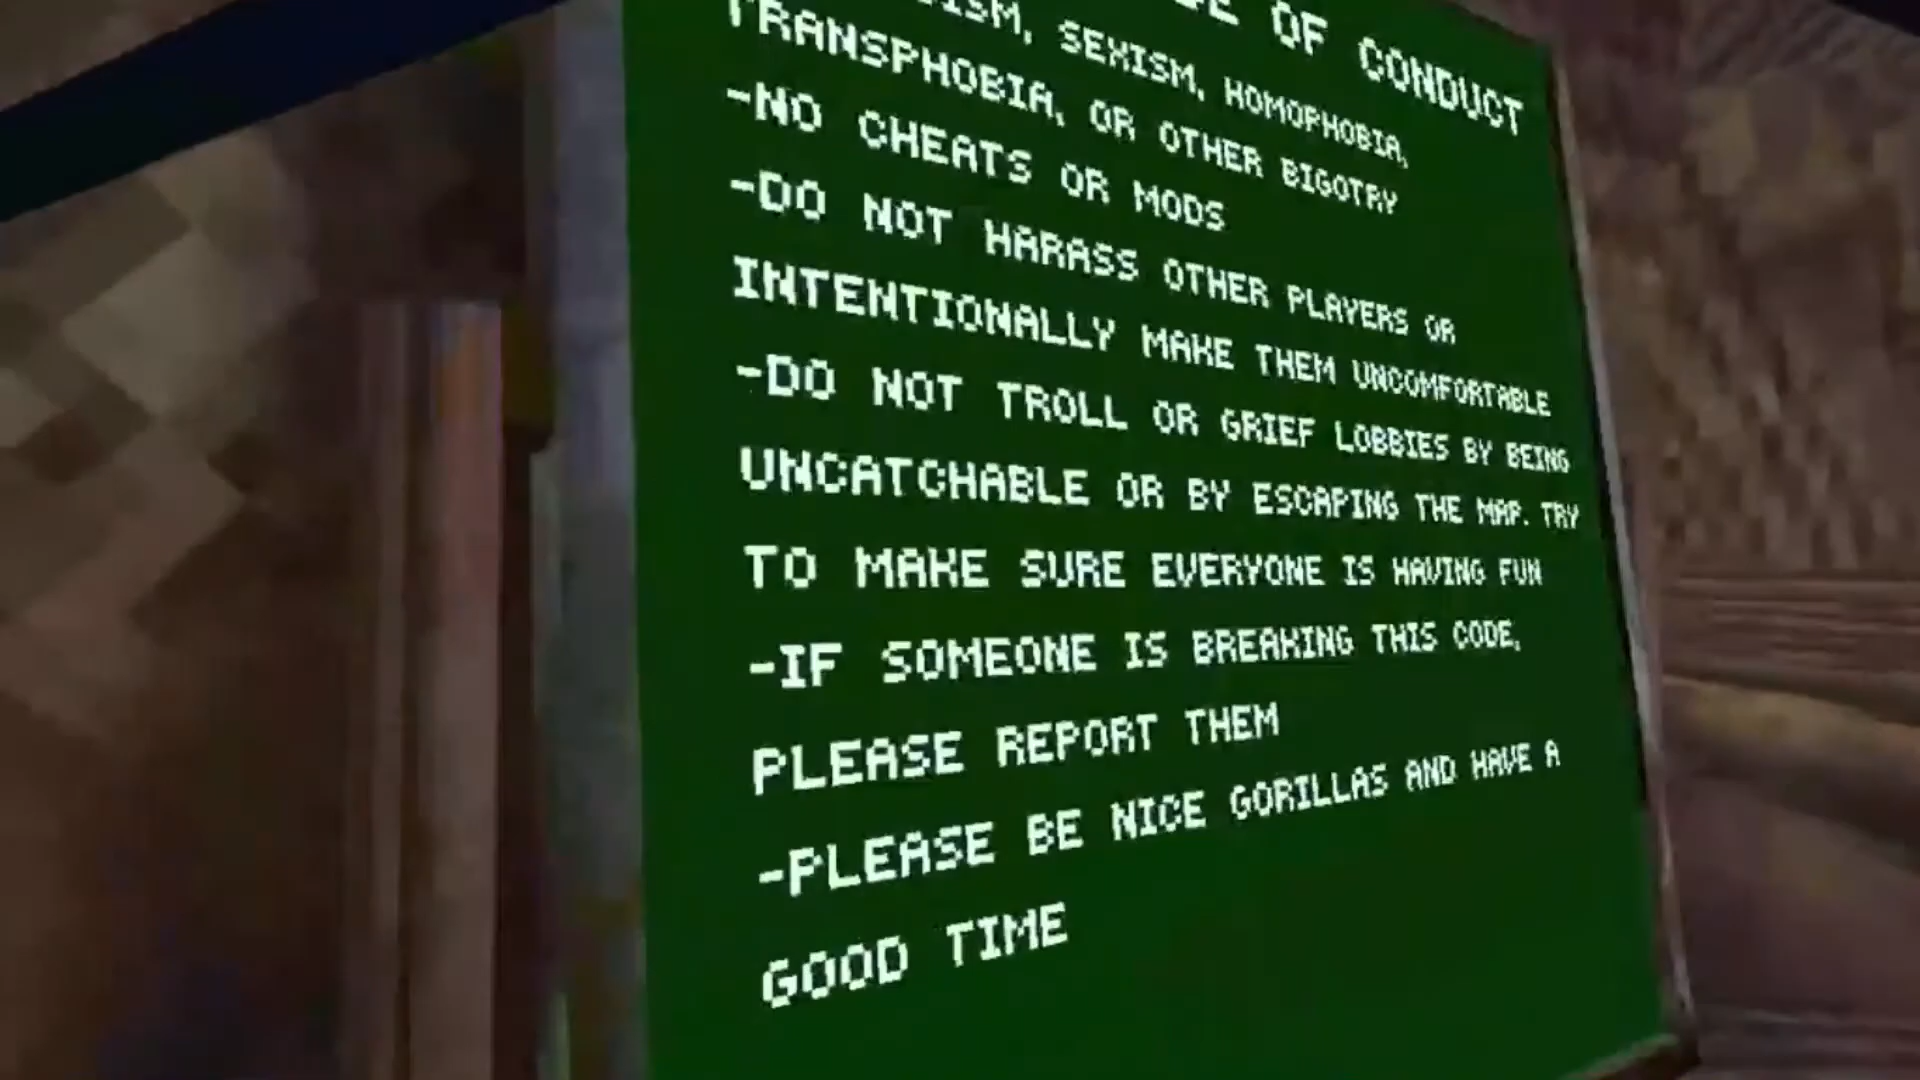 OF CONDUCT
SEXISM, HOMOPHOBIA,
TRANSPHOBIA, OR OTHER BIGOTRY
-NO CHEATS OR MODS
-DO NOT HARASS OTHER PLAYERS OR
INTENTIONALLY MAKE THEM UNCOMFORTABLE
-DO NOT TROLL OR GRIEF LOBBIES BY BEING
UNCATCHABLE OR BY ESCAPING THE MAP. TRY
TO MAKE SURE EVERYONE IS HAVING FUN
-IF SOMEONE IS BREAKING THIS CODE,
PLEASE REPORT THEM
-PLEASE BE NICE GORILLAS AND HAVE A
GOOD TIME